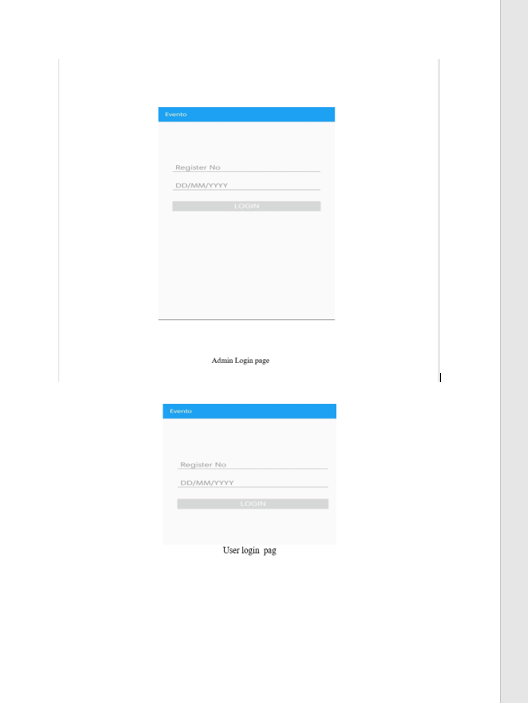 Evento
Register No
DD/MM/YYYY
LOGIN
Admin Login page
Evento
Register No
DD/MM/YYYY
LOGIN
User login pag